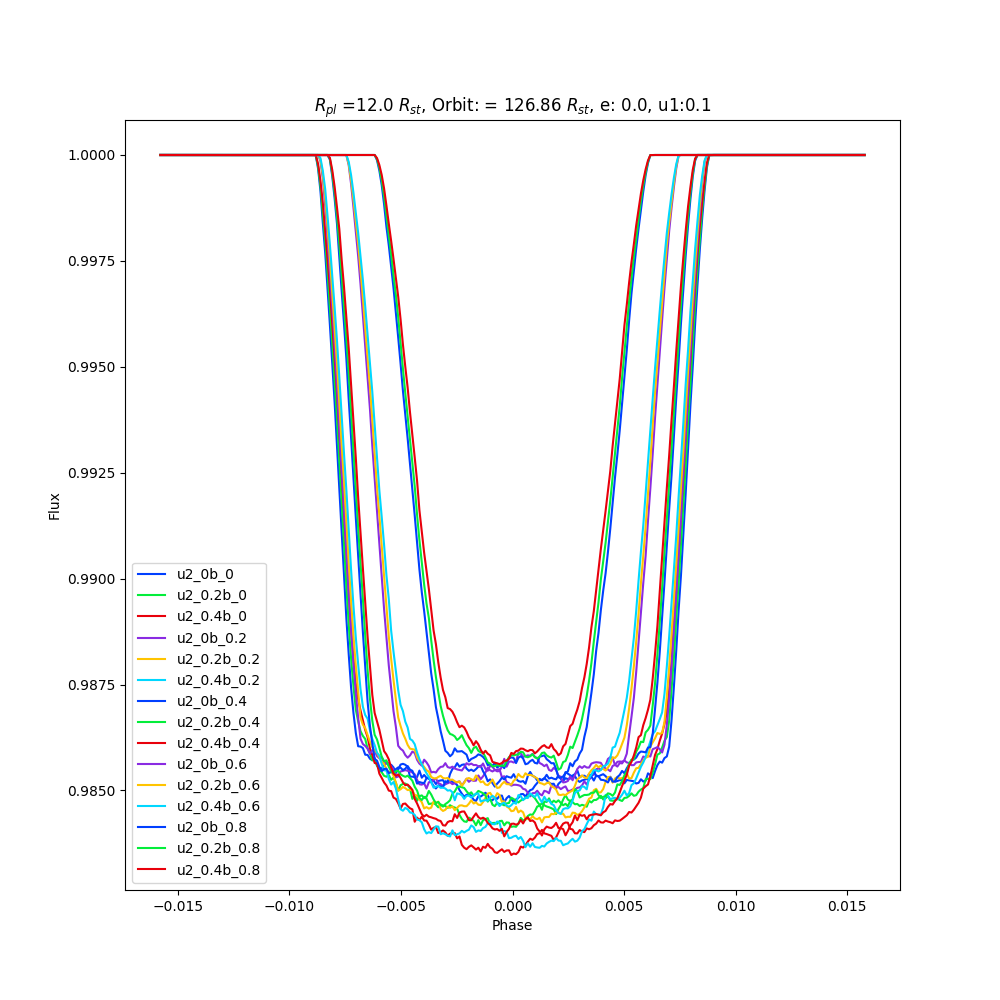 R_pl =12.0 R_st, Orbit: = 126.86 R_st, e: 0.0, u1:0.1
1.0000
0.9975
0.9950
0.9925
0.9900
0.9875
0.9850
Flux
u2_0b_0
u2_0.2b_0
u2_0.4b_0
u2_0b_0.2
u2_0.2b_0.2
u2_0.4b_0.2
u2_0b_0.4
u2_0.2b_0.4
u2_0.4b_0.4
u2_0b_0.6
u2_0.2b_0.6
u2_0.4b_0.6
u2_0b_0.8
u2_0.2b_0.8
u2_0.4b_0.8
−0.015 −0.010 −0.005 0.000 0.005 0.010 0.015
Phase